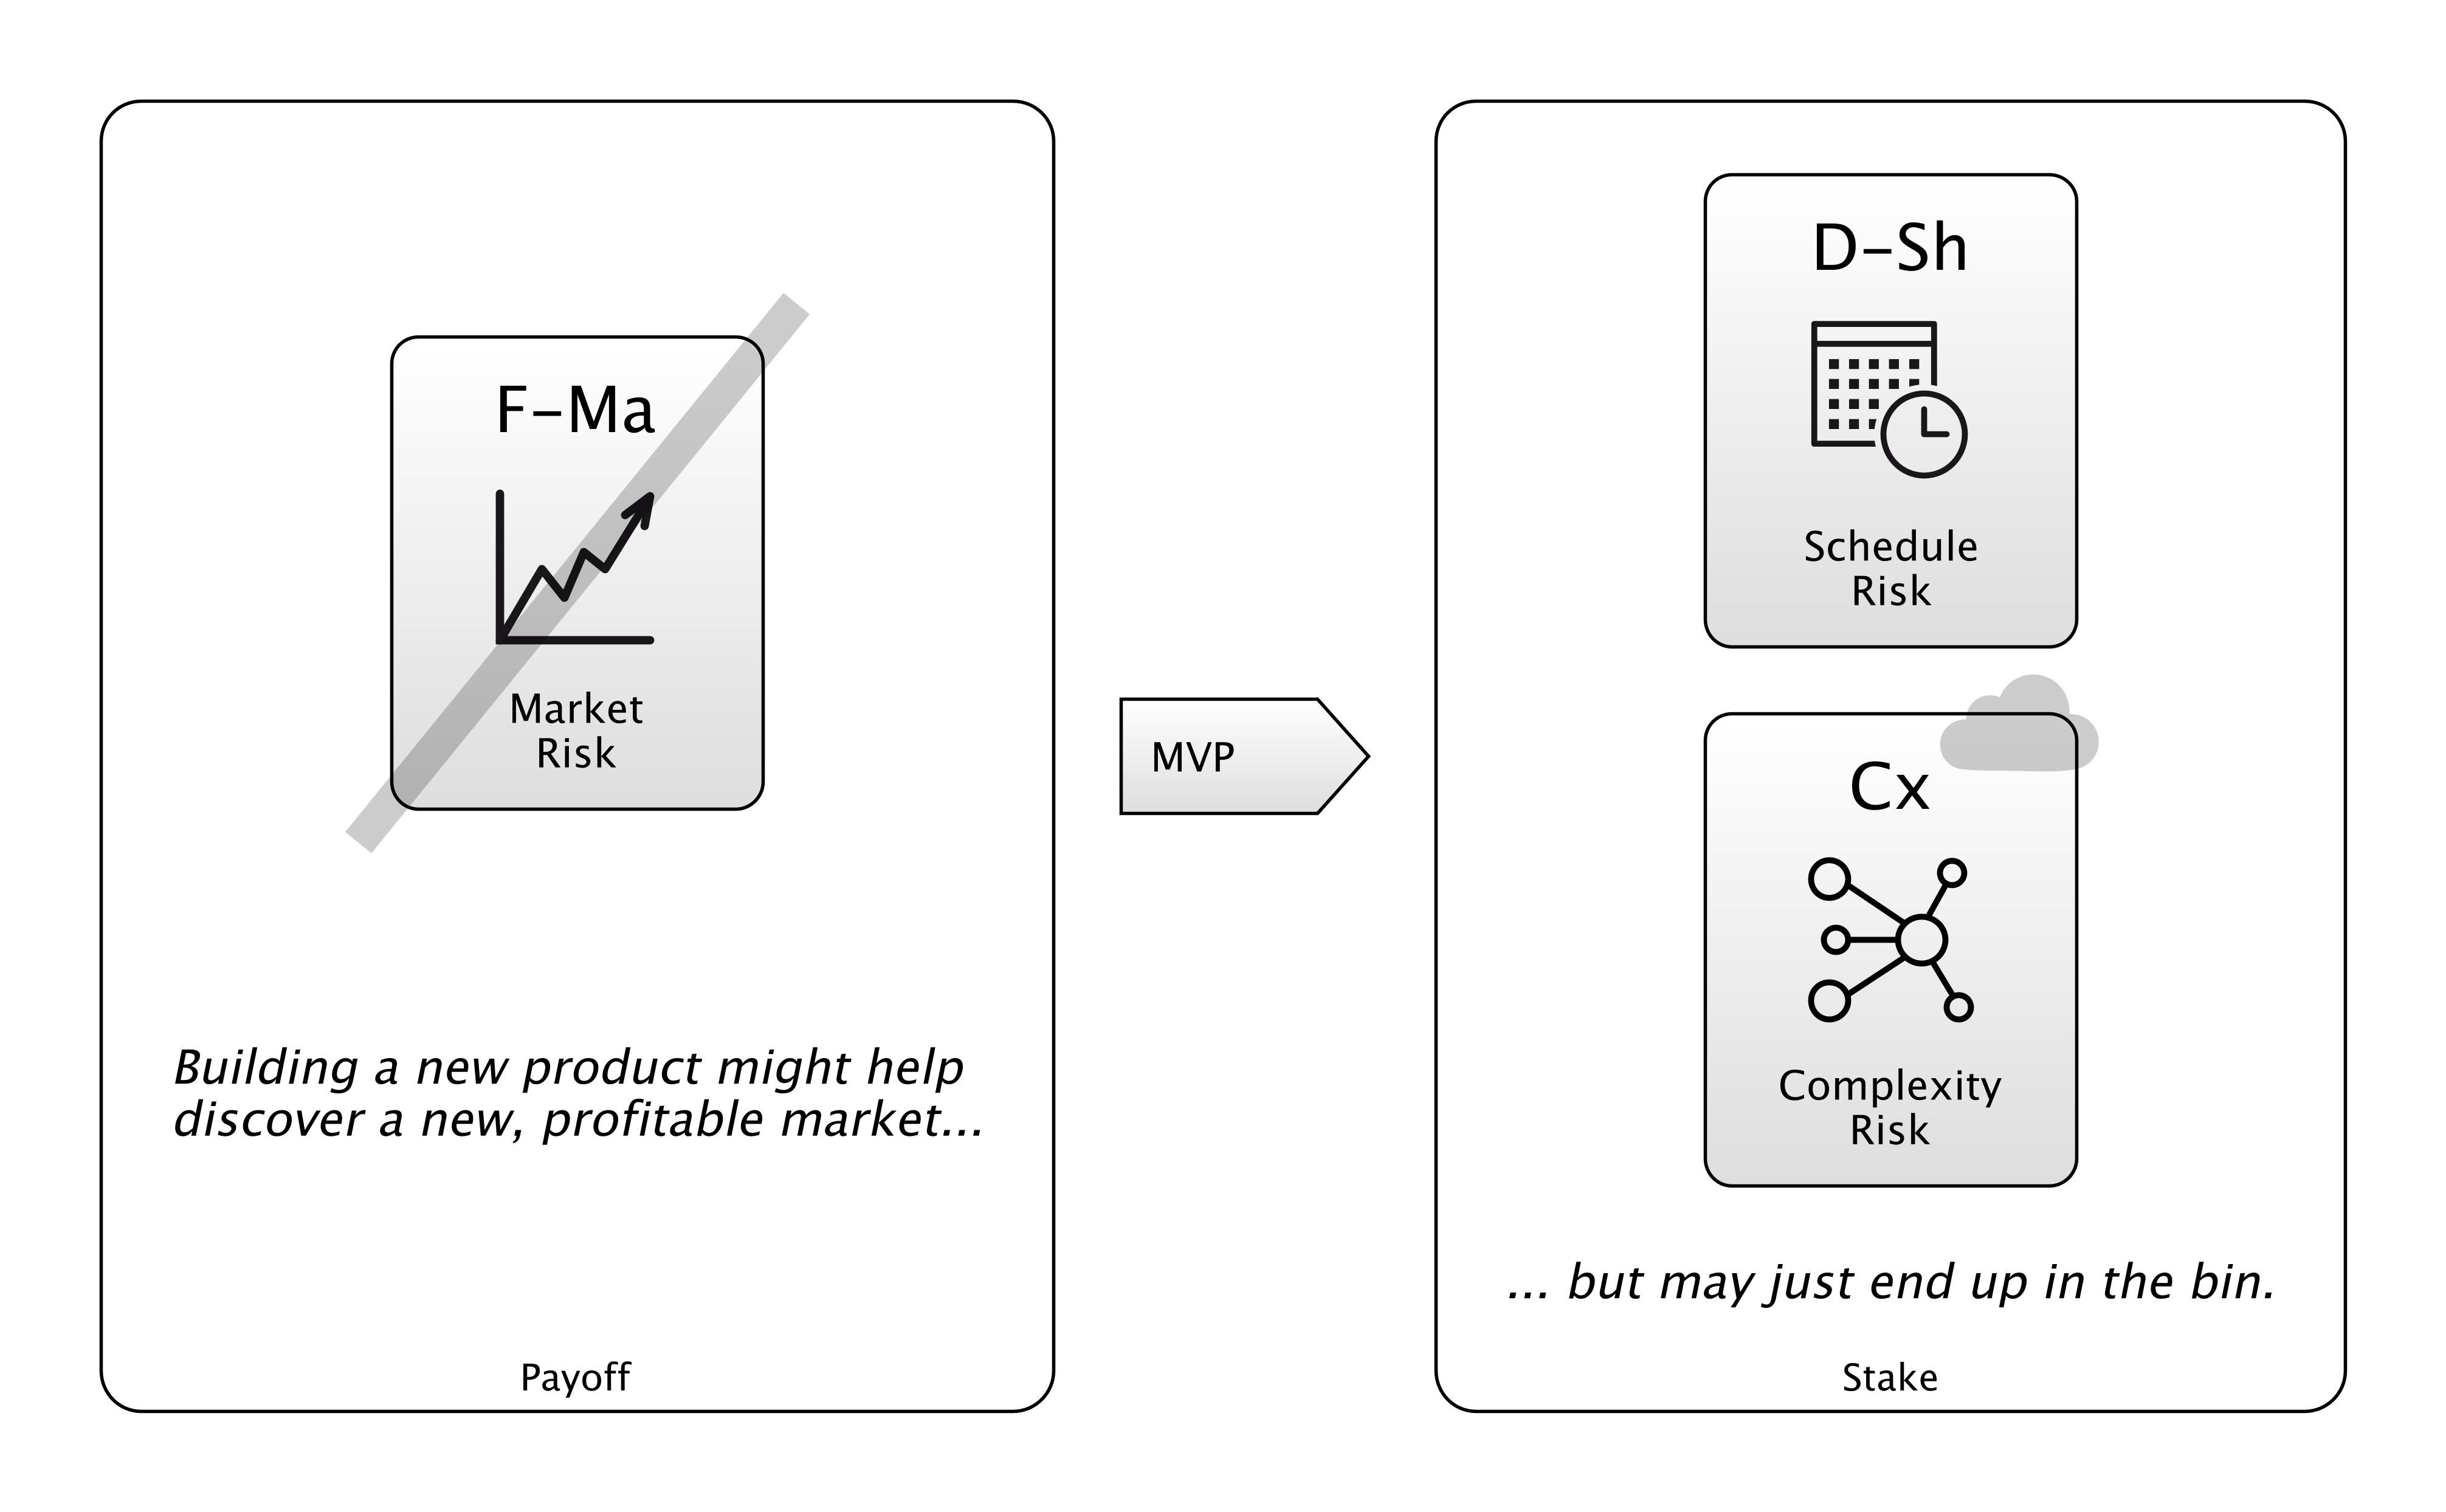 F–Ma
Market
Risk
Building a new product might help
discover a new, profitable market...
Payoff
MVP
D–Sh
Schedule
Risk
Cx
Complexity
Risk
... but may just end up in the bin.
Stake